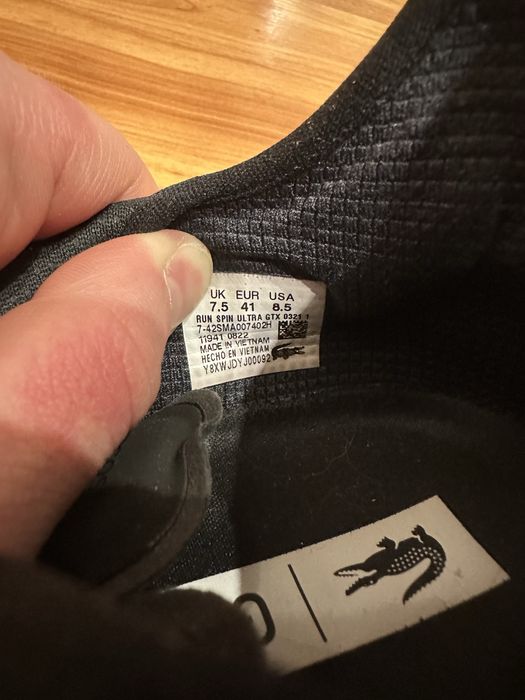 UK EUR USA
7.5 41 8.5
RUN SPIN ULTRA GTX 0321 1
7-42SMA007402H
11941 0822
MADE IN VIETNAM
HECHO EN VIETNAM
Y8XWJDYJ00092